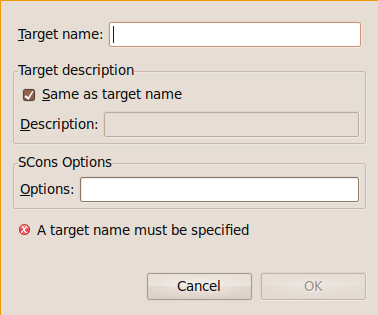 Target name:
Target description
Same as target name
Description:
SCons Options
Options:
A target name must be specified
Cancel OK